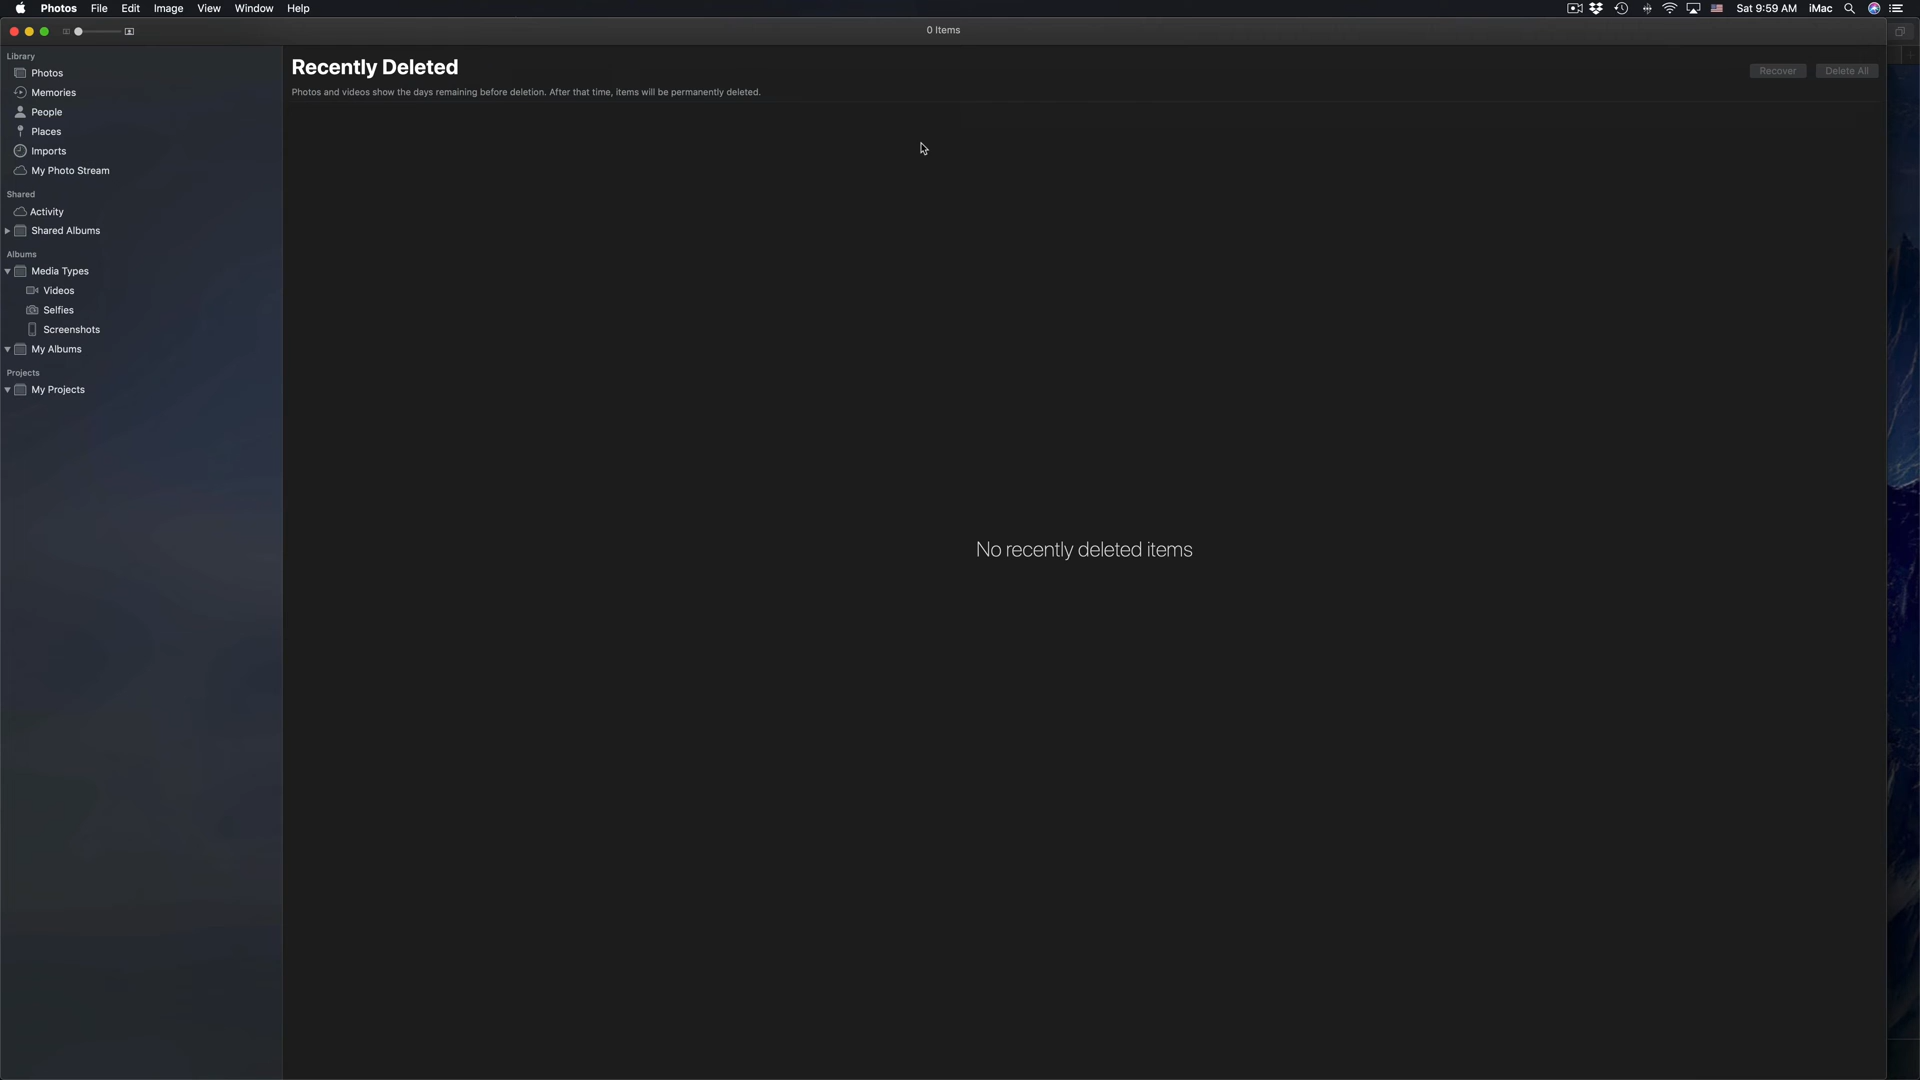 Photos File Edit Image View Window Help
Sat 9:59 AM iMac
0 Items
Library
Photos
Memories
People
Places
Imports
My Photo Stream
Shared
Activity
Shared Albums
Albums
Media Types
Videos
Selfies
Screenshots
My Albums
Projects
My Projects
Recently Deleted
Recover Delete All
Photos and videos show the days remaining before deletion. After that time, items will be permanently deleted.
No recently deleted items